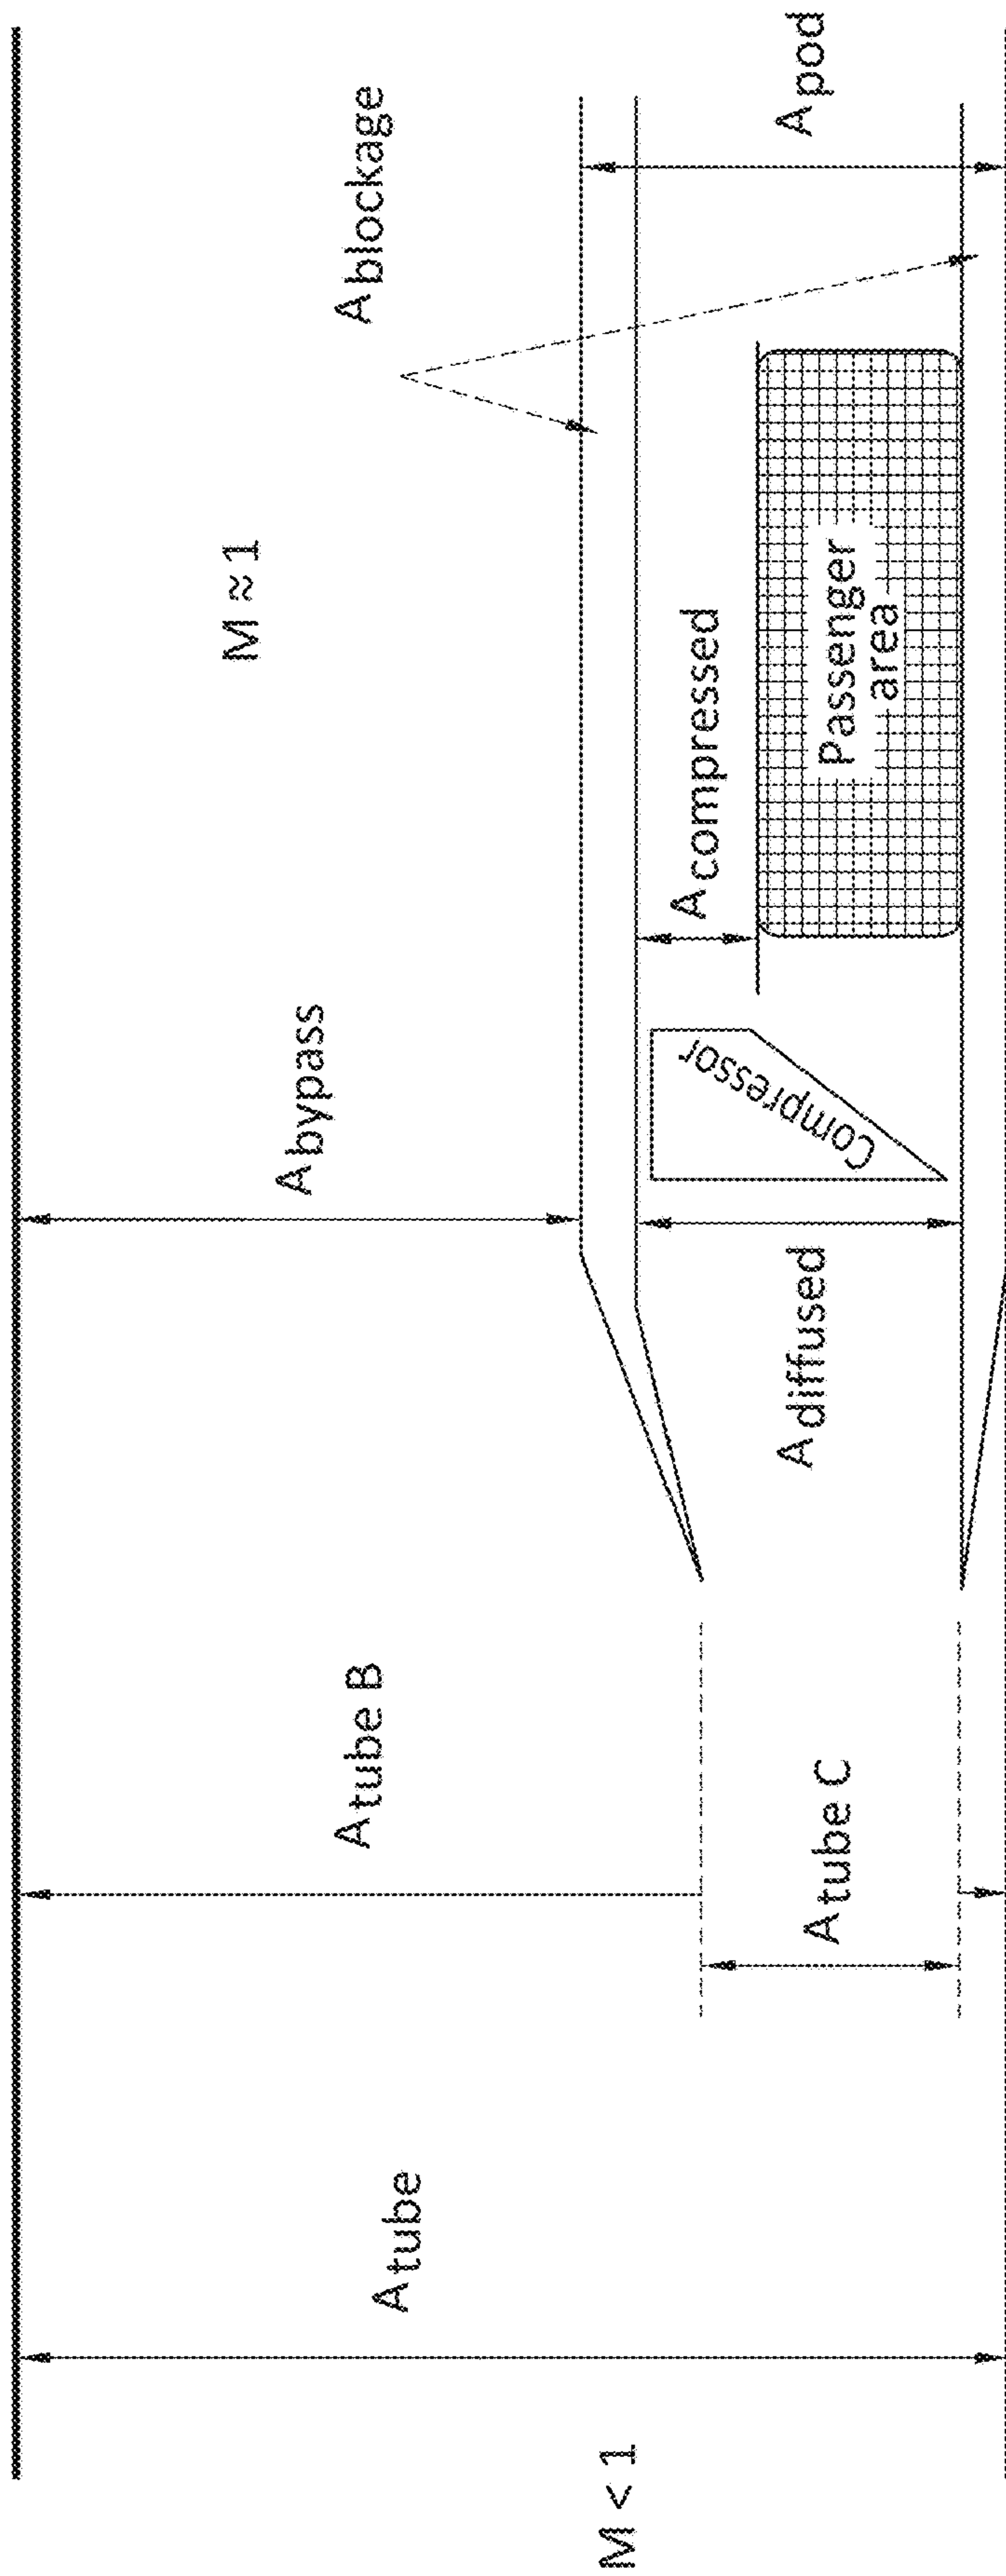 M < 1
A tube
A tube B
A tube C
A bypass
A diffused
Compressor
A compressed
M ≈ 1
Passenger
area
A blockage
A pod